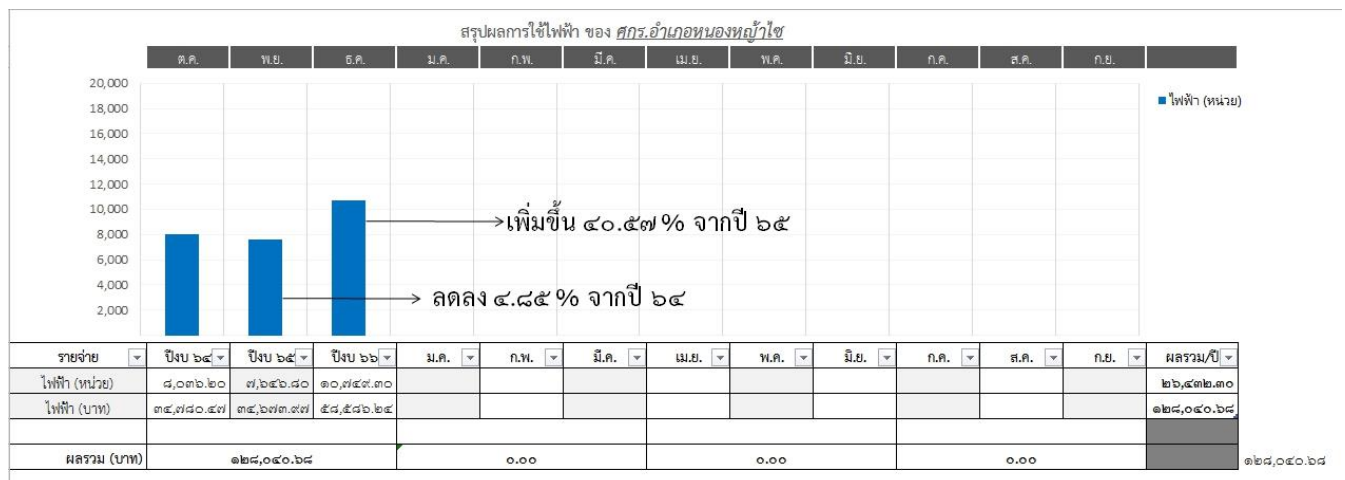 สรุปผลการใช้ไฟฟ้า ของ ศกร.อำเภอหนองหญ้าไซ
ต.ค. พ.ย. ธ.ค. ม.ค. ก.พ. มี.ค. เม.ย. พ.ค. มิ.ย. ก.ค. ส.ค. ก.ย.
20,000
ไฟฟ้า (หน่วย)
18,000
16,000
14,000
12,000
10,000
เพิ่มขึ้น ๔๐.๕๗ % จากปี ๖๕
8,000
6,000
4,000
ลดลง ๔.๘๕ % จากปี ๖๔
2,000
รายจ่าย ปีงบ ๖๔ ปีงบ ๖๕ ปีงบ ๖๖ ม.ค. ก.พ. มี.ค. เม.ย. พ.ค. มิ.ย. ก.ค. ส.ค. ก.ย. ผลรวม/ปี
ไฟฟ้า (หน่วย) ๘,๐๓๖.๒๐ ๗,๖๔๖.๘๐ ๑๐,๗๔๙.๓๐ ๒๖,๔๓๒.๓๐
ไฟฟ้า (บาท) ๓๔,๗๘๐.๔๗ ๓๔,๖๗๓.๙๗ ๕๘,๕๘๖.๒๔ ๑๒๘,๐๔๐.๖๘
ผลรวม (บาท) ๑๒๘,๐๔๐.๖๘ ๐.๐๐ ๐.๐๐ ๐.๐๐ ๑๒๘,๐๔๐.๖๘